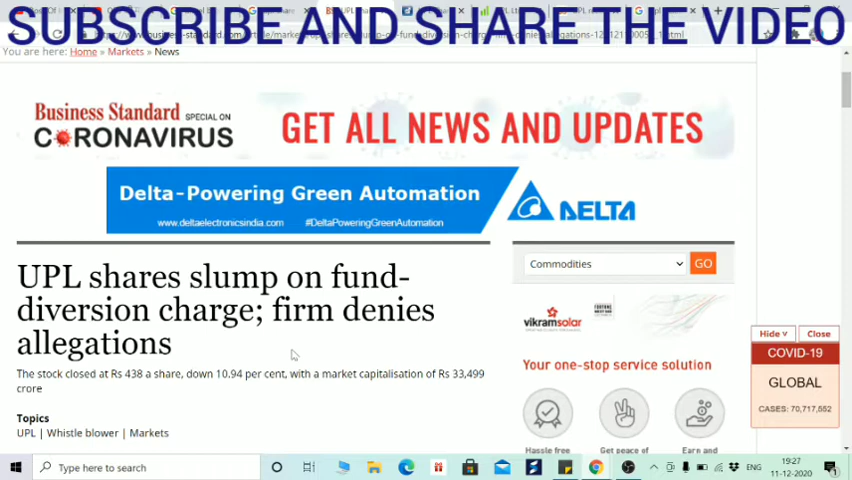 SUBSCRIBE AND SHARE THE VIDEO
You are here: Home » Markets » News
Business Standard SPECIAL ON
CORONAVIRUS
GET ALL NEWS AND UPDATES
Delta-Powering Green Automation
www.deltaelectronicsindia.com #DeltaPoweringGreenAutomation
DELTA
UPL shares slump on fund-
diversion charge; firm denies
allegations
The stock closed at Rs 438 a share, down 10.94 per cent, with a market capitalisation of Rs 33,499
crore
Topics
UPL | Whistle blower | Markets
Commodities
GO
vikramsolar
Your one-stop service solution
Hassle free
Get peace of
Earn and
Hide
Close
COVID-19
GLOBAL
CASES: 70,717,552
Type here to search
ENG
19:27
11-12-2020